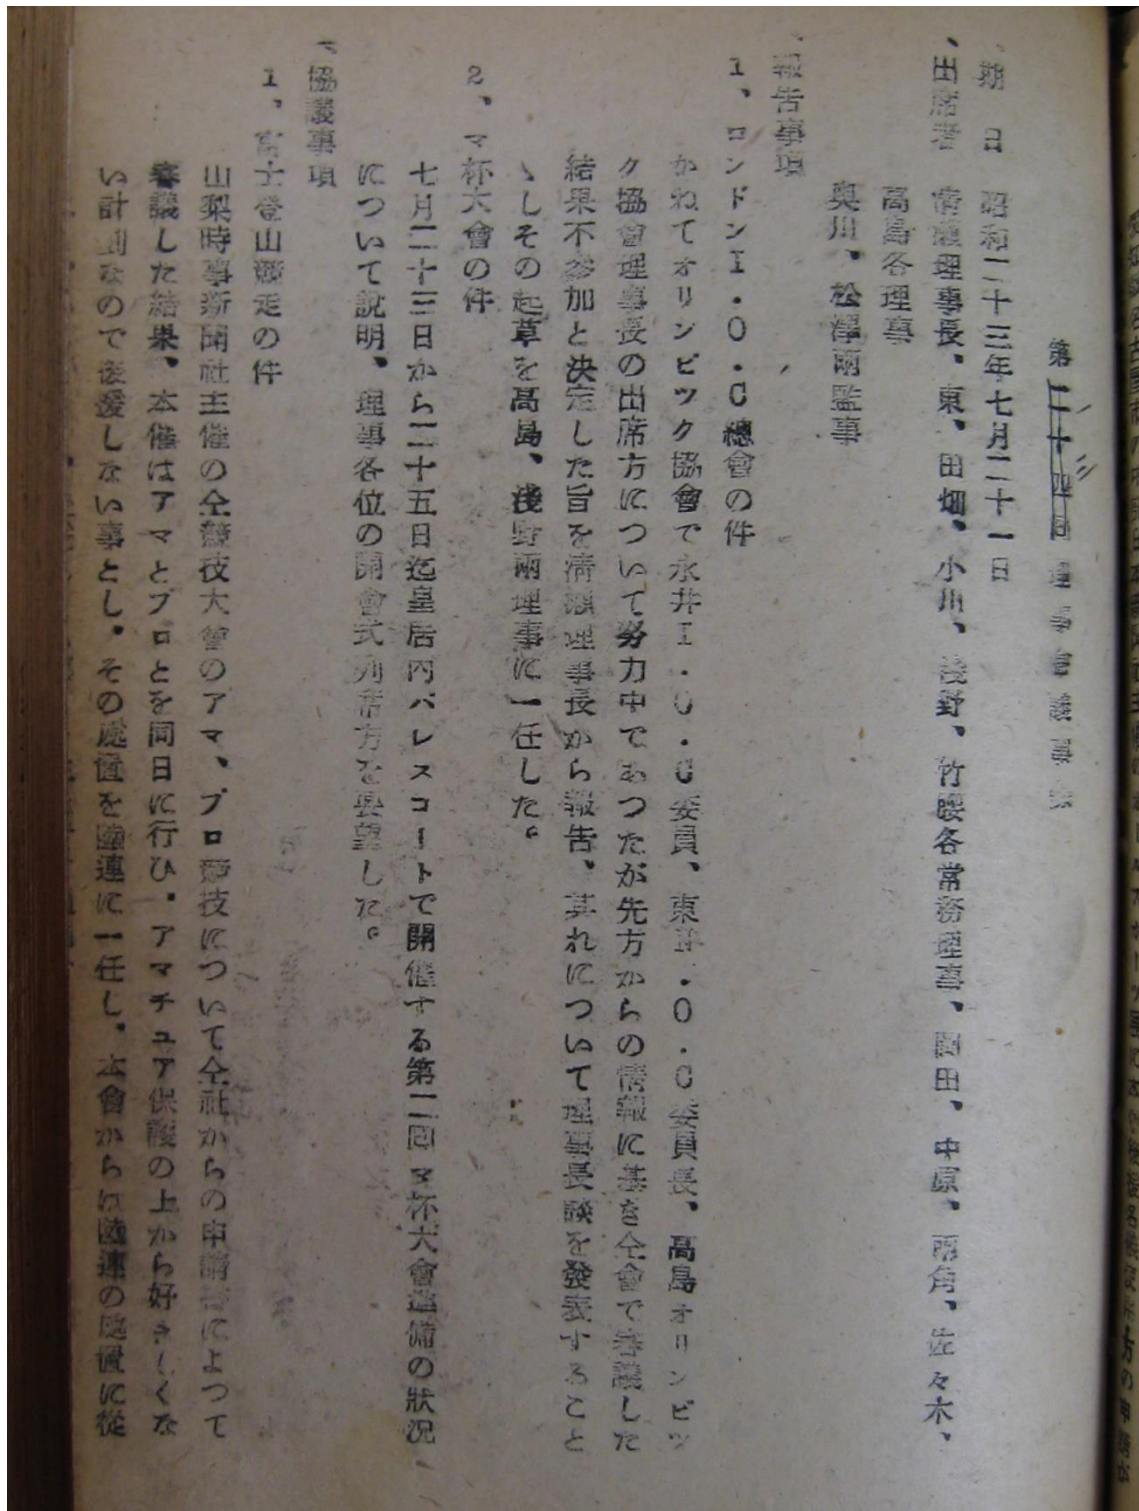 第二十四回理事會議事
、期　日　昭和二十三年七月二十一日
、出席者　清瀬理事長、東、田畑、小川、浅野、竹腰各常務理事、岡田、中原、両角、佐々木、
高島各理事
奥川、松澤両監事
、報告事項
1、ロンドンI.O.C總會の件
かねてオリンピツク協會で永井I.O.C委員、東I.O.C委員長、高島オリンピツ
ク協會理事長の出席方について努力中であつたが先方からの情報に基き仝會で審議した
結果不参加と決定した旨を清瀬理事長から報告、其れについて理事長談を發表すること
ゝしその起草を高島、浅野両理事に一任した。
2、マ杯大會の件
七月二十三日から二十五日迄皇居内パレスコートで開催する第二回マ杯大會準備の狀況
について説明、理事各位の開會式列席方を要望した。
、協議事項
1、富士登山競走の件
山梨時事新聞社主催の仝競技大會のアマ、プロ競技について仝社からの申請書によつて
審議した結果、本催はアマとプロとを同日に行ひ.アマチュア保護の上から好ましくな
い計画なので後援しない事とし.その處置を陸連に一任し.本會からは陸連の處置に從